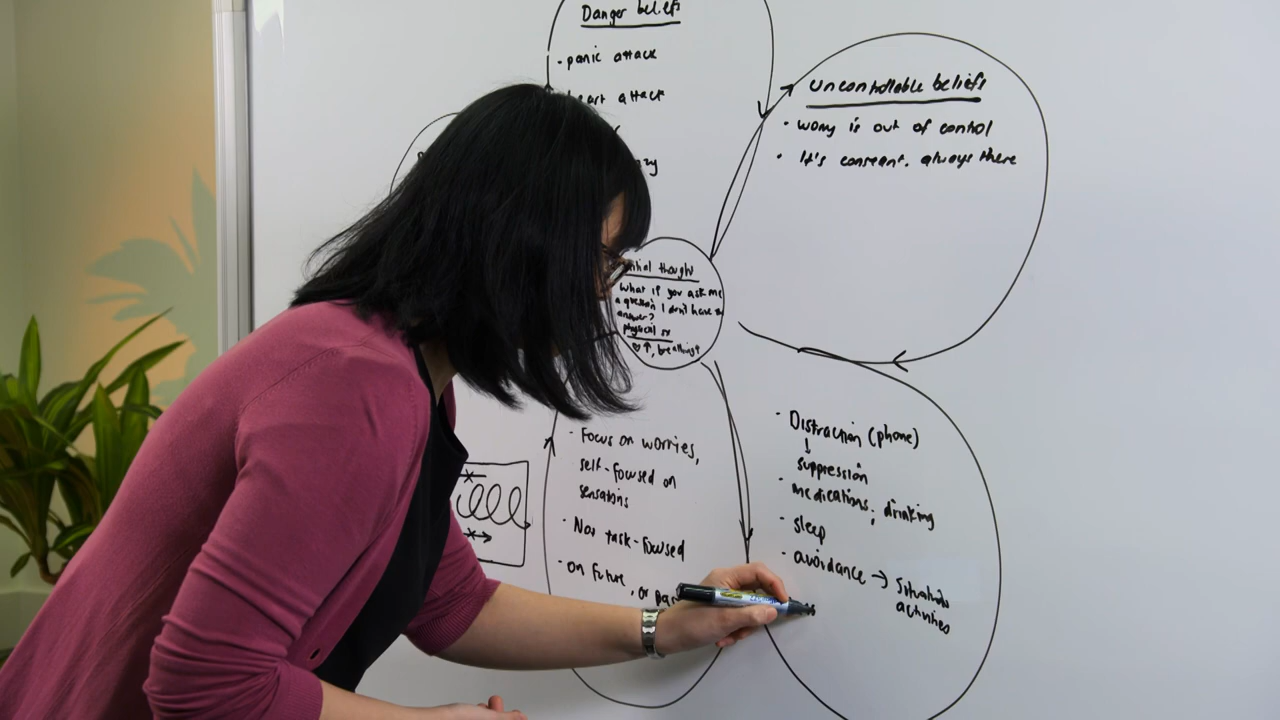 Danger beliefs
- panic attack
heart attack
uncontrollable beliefs
• worry is out of control
• It's constant, always there
thought
What if you ask me
a question I don't have
answer?
physical
♡↑, breathing↑
- Focus on worries,
self-focused on
sensations
- Not task-focused
- on future, or
- Distraction (phone)
↓
suppression
- medications, drinking
- sleep
- avoidance → situations
activities